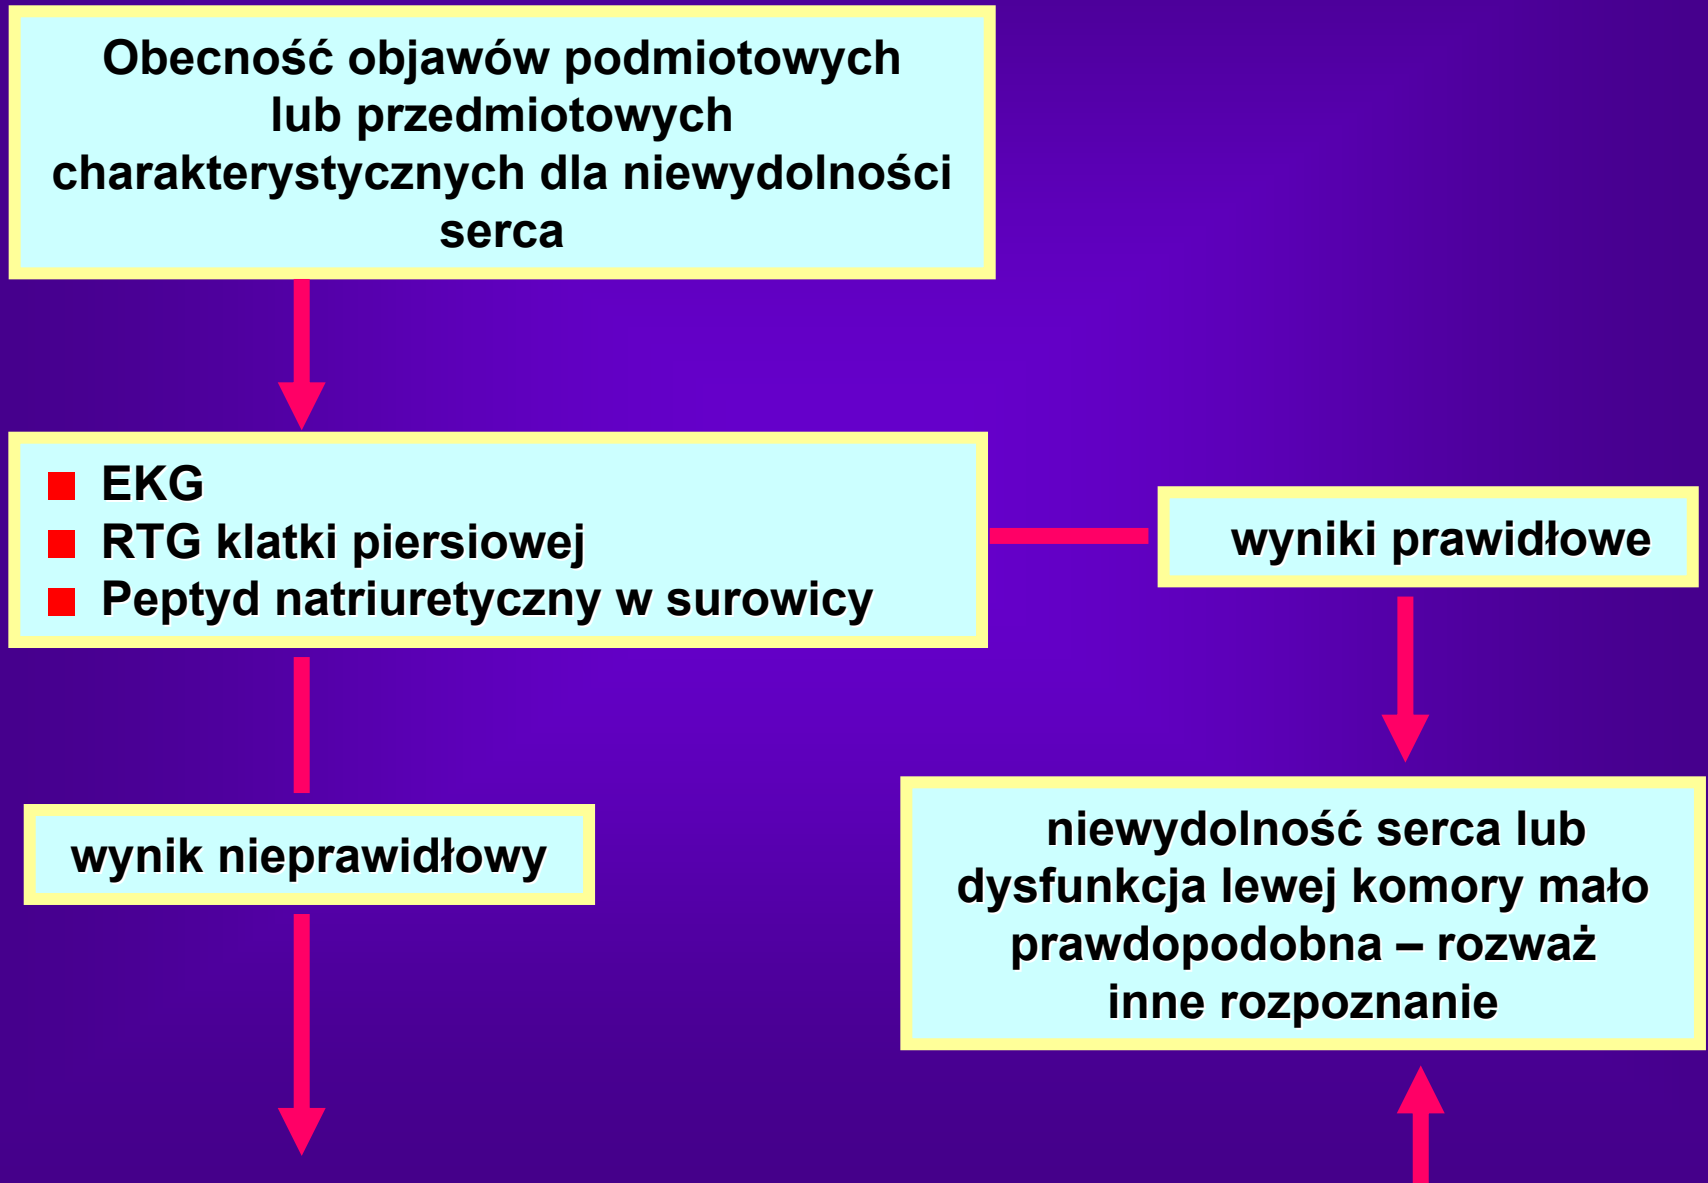 Obecność objawów podmiotowych
lub przedmiotowych
charakterystycznych dla niewydolności
serca
EKG
RTG klatki piersiowej
Peptyd natriuretyczny w surowicy
wyniki prawidłowe
wynik nieprawidłowy
niewydolność serca lub
dysfunkcja lewej komory mało
prawdopodobna – rozważ
inne rozpoznanie